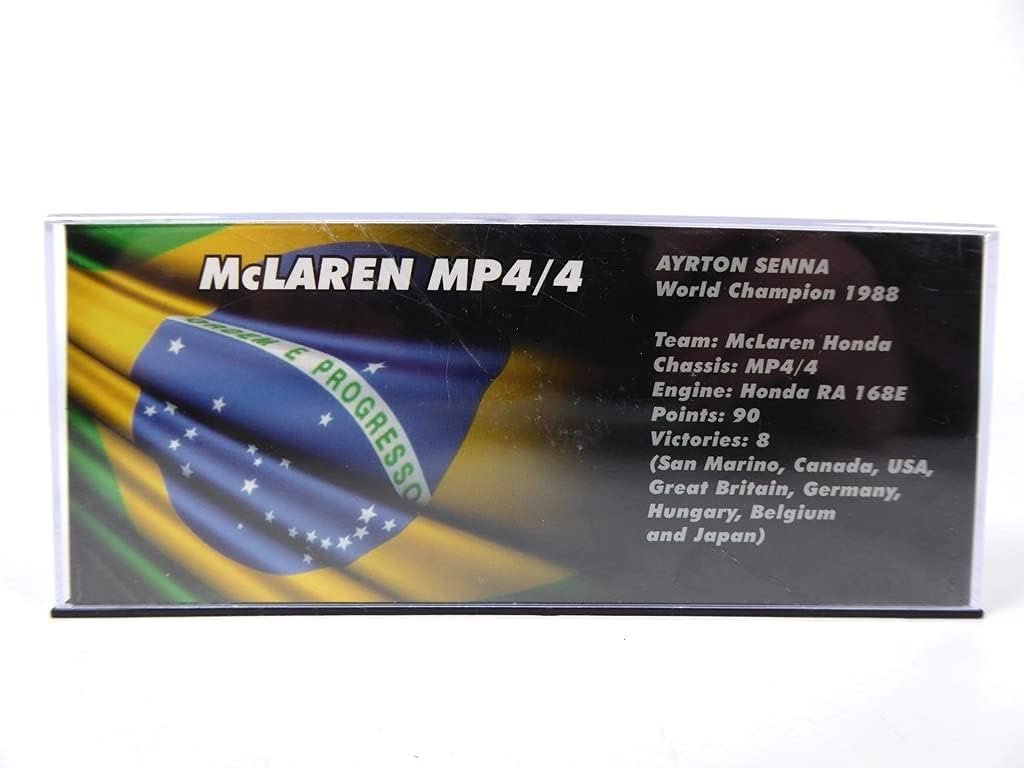 McLAREN MP4/4
ORDEM E PROGRESSO
AYRTON SENNA
World Champion 1988
Team: McLaren Honda
Chassis: MP4/4
Engine: Honda RA 168E
Points: 90
Victories: 8
(San Marino, Canada, USA,
Great Britain, Germany,
Hungary, Belgium
and Japan)